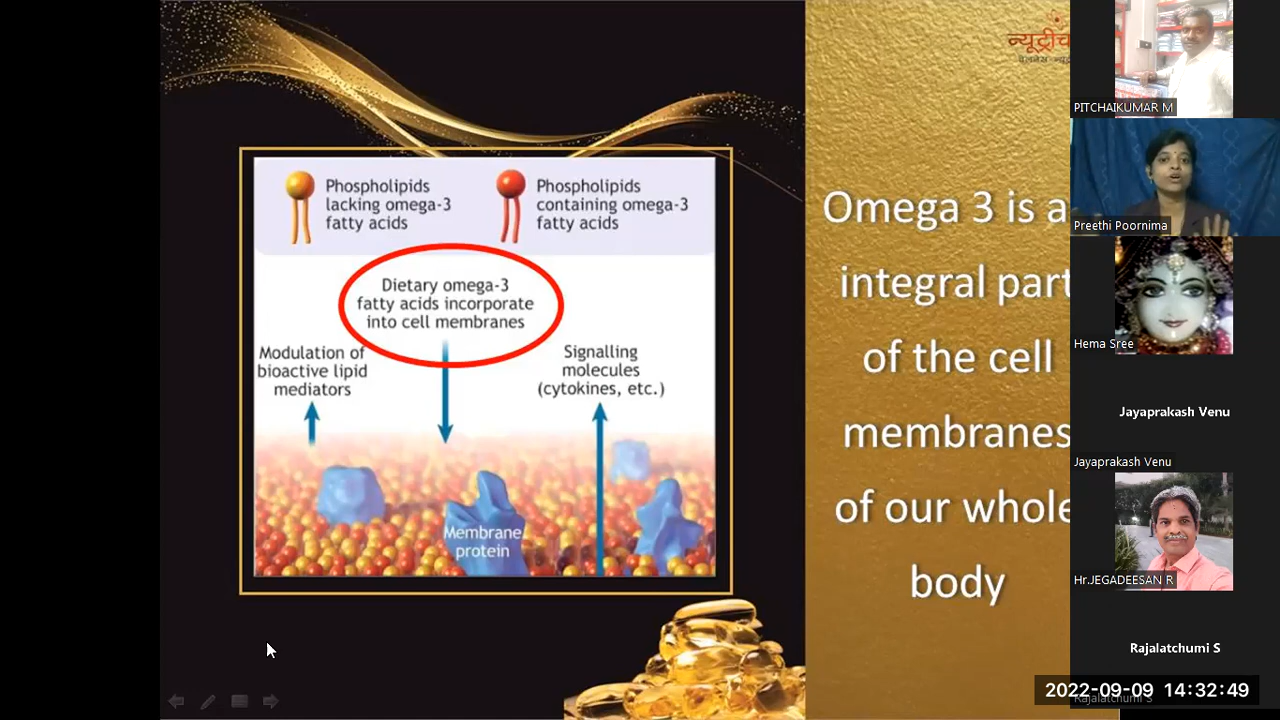 Phospholipids
lacking omega-3
fatty acids
Phospholipids
containing omega-3
fatty acids
Dietary omega-3
fatty acids incorporate
into cell membranes
Modulation of
bioactive lipid
mediators
Signalling
molecules
(cytokines, etc.)
Membrane
protein
Omega 3 is a
integral part
of the cell
membranes
of our whole
body
PITCHAIKUMAR M
Preethi Poornima
Hema Sree
Jayaprakash Venu
Jayaprakash Venu
Hr.JEGADEESAN R
Rajalatchumi S
2022-09-09 14:32:49
Rajalatchumi S